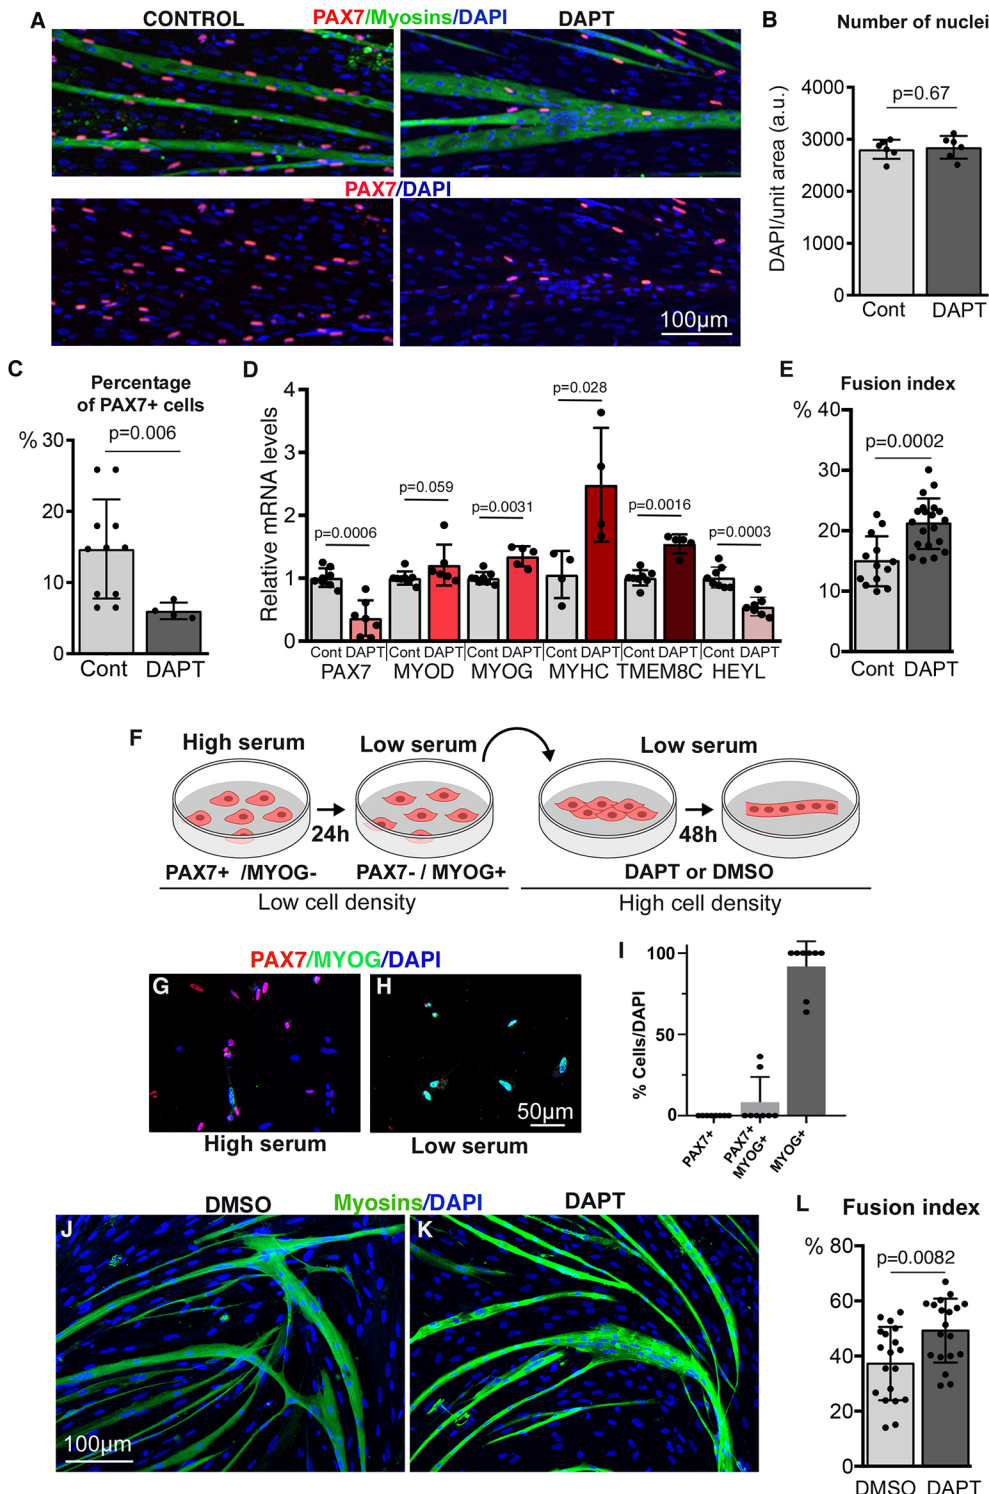 A
CONTROL
PAX7/Myosins/DAPI
DAPT
PAX7/DAPI
100µm
B
Number of nuclei
DAPI/unit area (a.u.)
4000
3000
2000
1000
0
p=0.67
Cont
DAPT
C
Percentage
of PAX7+ cells
%
30
20
10
0
p=0.006
Cont
DAPT
D
Relative mRNA levels
4
3
2
1
0
p=0.0006
p=0.059
p=0.0031
p=0.028
p=0.0016
p=0.0003
Cont DAPT Cont DAPT Cont DAPT Cont DAPT Cont DAPT Cont DAPT
PAX7 MYOD MYOG MYHC TMEM8C HEYL
E
Fusion index
%
40
30
20
10
0
p=0.0002
Cont
DAPT
F
High serum
Low serum
Low serum
24h
48h
PAX7+ /MYOG-
PAX7- / MYOG+
DAPT or DMSO
Low cell density
High cell density
PAX7/MYOG/DAPI
G
H
50µm
High serum
Low serum
I
% Cells/DAPI
100
50
0
PAX7+
PAX7+
MYOG+
MYOG+
DMSO
Myosins/DAPI
DAPT
J
K
100µm
L
Fusion index
%
80
60
40
20
0
p=0.0082
DMSO
DAPT